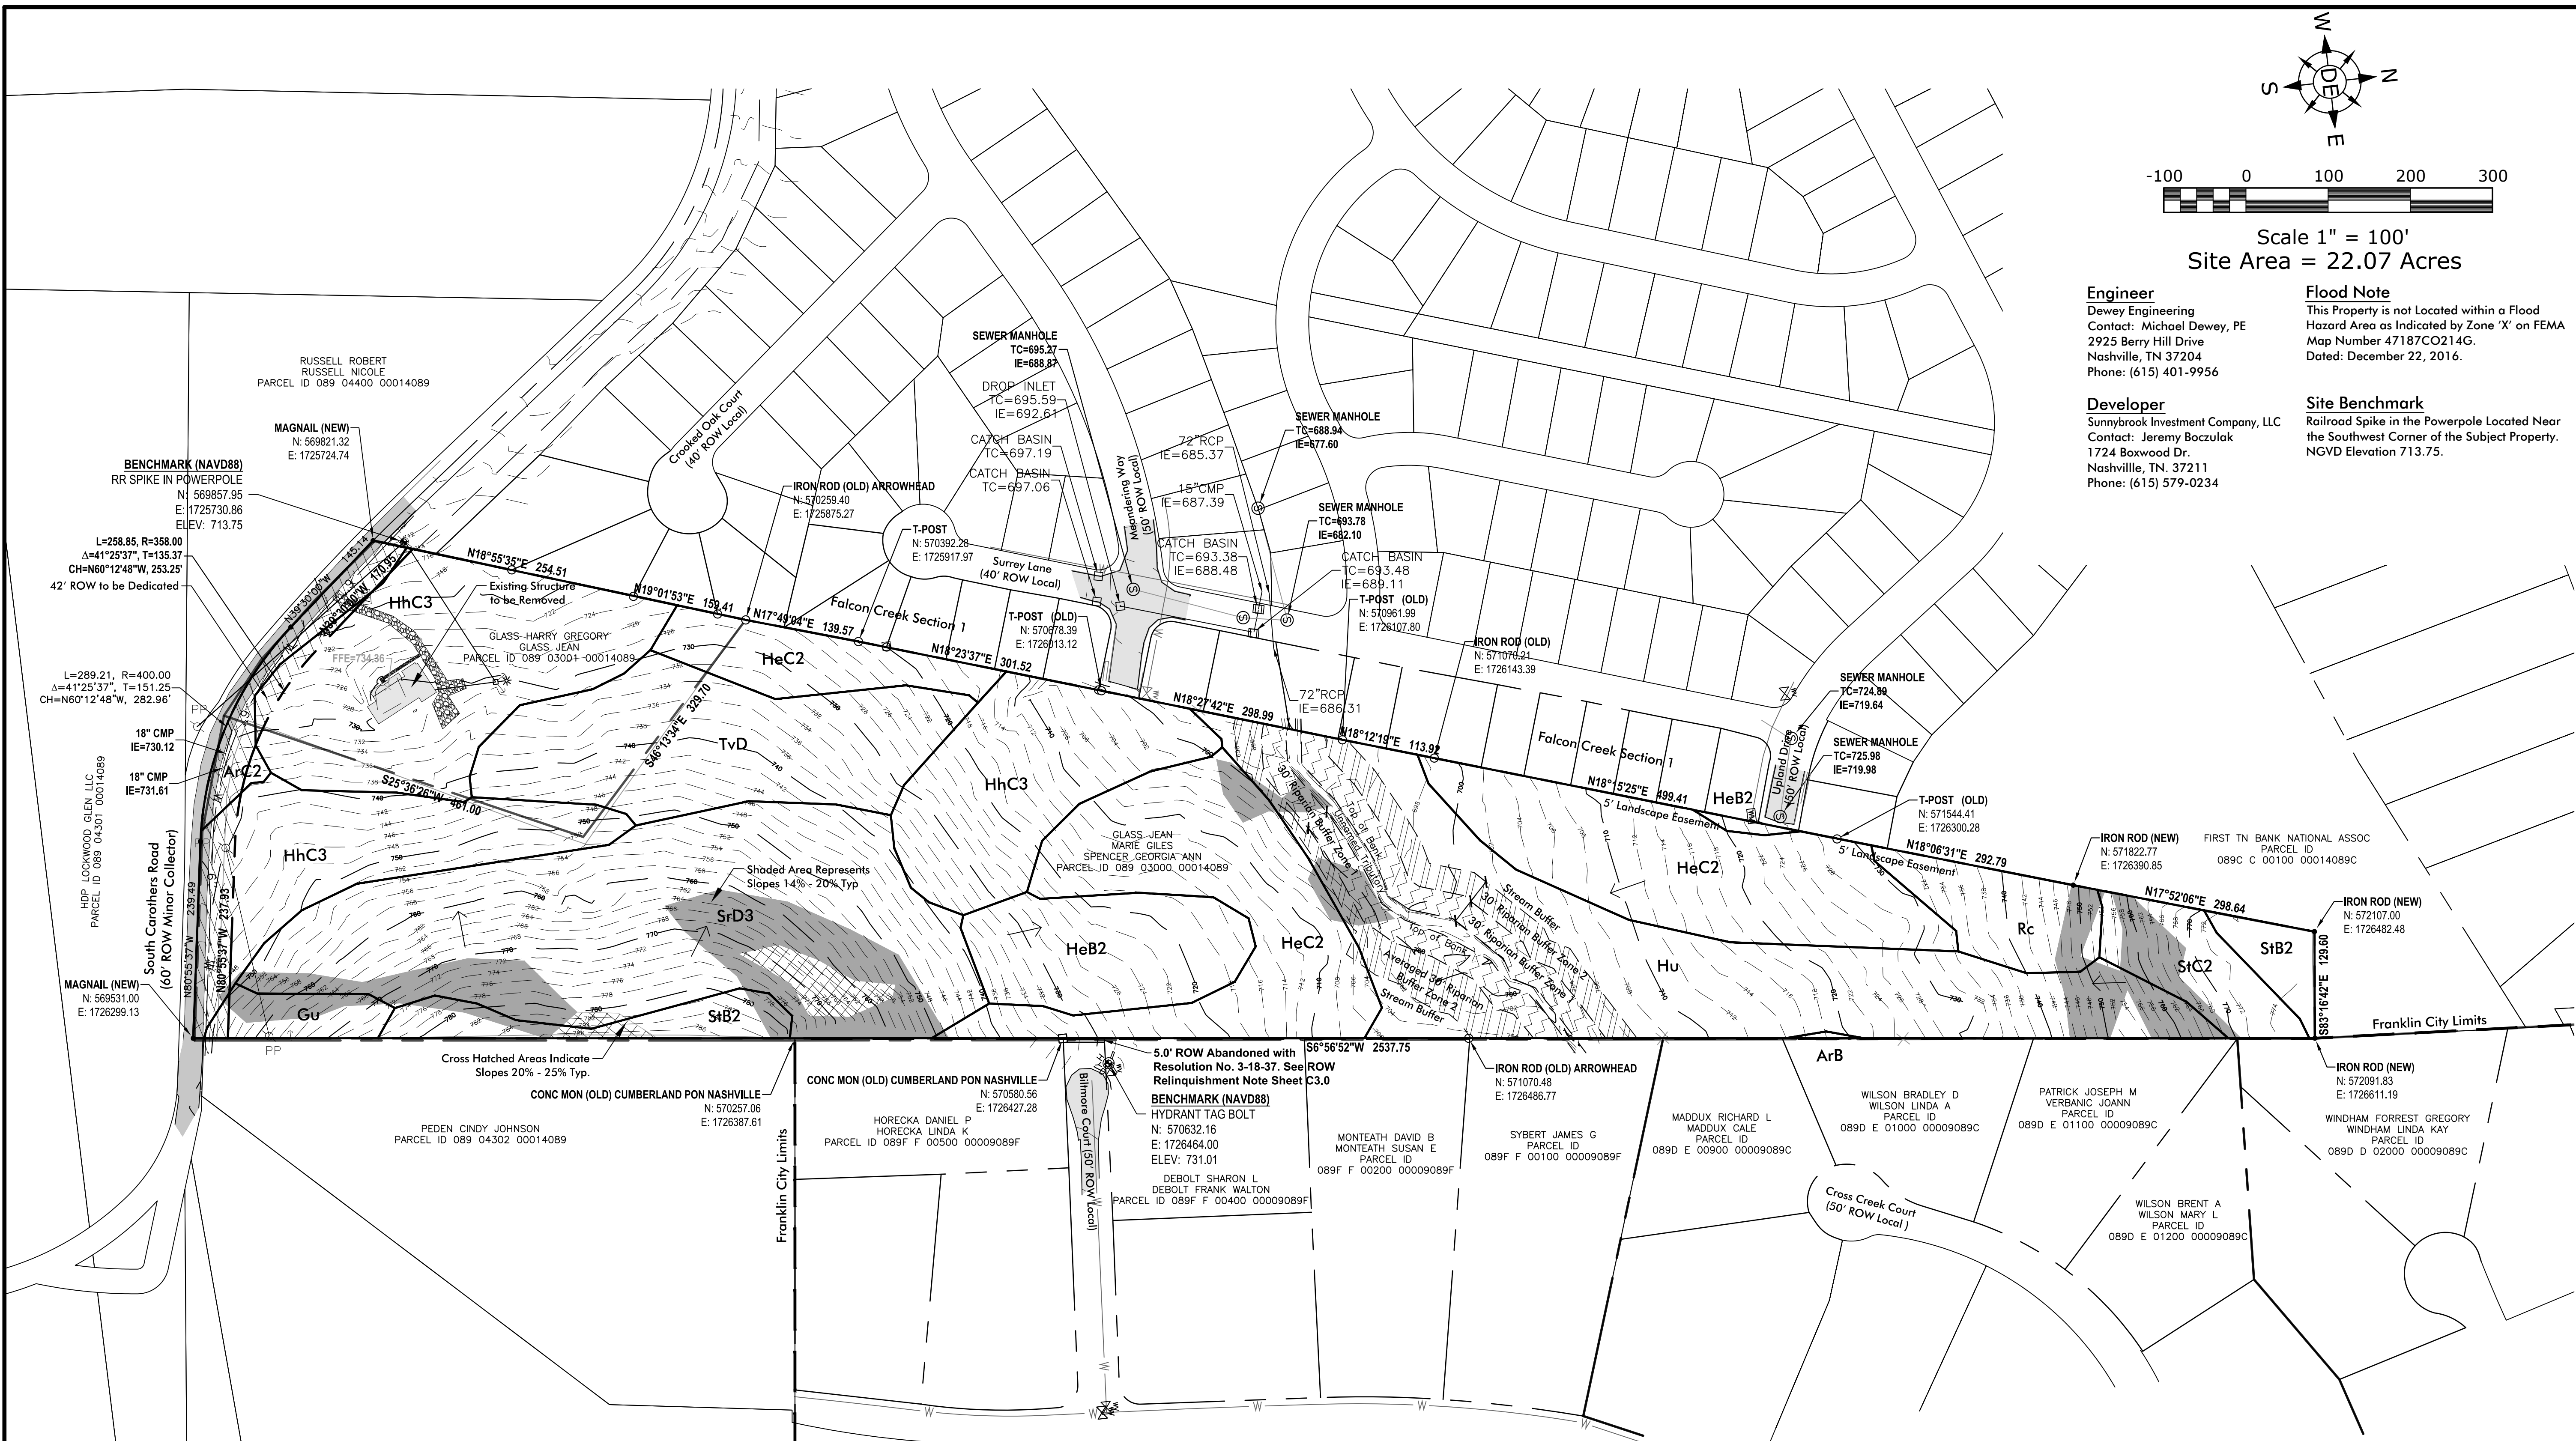 W
N
S
E
DE
-100 0 100 200 300
Scale 1" = 100'
Site Area = 22.07 Acres
Engineer
Dewey Engineering
Contact: Michael Dewey, PE
2925 Berry Hill Drive
Nashville, TN 37204
Phone: (615) 401-9956
Flood Note
This Property is not Located within a Flood
Hazard Area as Indicated by Zone 'X' on FEMA
Map Number 47187CO214G.
Dated: December 22, 2016.
Developer
Sunnybrook Investment Company, LLC
Contact: Jeremy Boczulak
1724 Boxwood Dr.
Nashvillle, TN. 37211
Phone: (615) 579-0234
Site Benchmark
Railroad Spike in the Powerpole Located Near
the Southwest Corner of the Subject Property.
NGVD Elevation 713.75.
RUSSELL ROBERT
RUSSELL NICOLE
PARCEL ID 089 04400 00014089
MAGNAIL (NEW)
N: 569821.32
E: 1725724.74
BENCHMARK (NAVD88)
RR SPIKE IN POWERPOLE
N: 569857.95
E: 1725730.86
ELEV: 713.75
L=258.85, R=358.00
Δ=41°25'37", T=135.37
CH=N60°12'48"W, 253.25'
42' ROW to be Dedicated
L=289.21, R=400.00
Δ=41°25'37", T=151.25
CH=N60°12'48"W, 282.96'
18" CMP
IE=730.12
18" CMP
IE=731.61
HDP LOCKWOOD GLEN LLC
PARCEL ID 089 04301 00014089
South Carothers Road
(60' ROW Minor Collector)
N80°55'37"W 239.49
N80°55'37"W 237.93
MAGNAIL (NEW)
N: 569531.00
E: 1726299.13
N39°30'00"W 145.14
N39°30'00"W 170.95
N18°55'35"E 254.51
N19°01'53"E 159.41
N17°49'04"E 139.57
N18°23'37"E 301.52
N18°27'42"E 298.99
N18°12'19"E 113.92
N18°15'25"E 499.41
N18°06'31"E 292.79
N17°52'06"E 298.64
S83°16'42"E 129.60
S6°56'52"W 2537.75
S25°36'26"W 461.00
S46°13'34"E 329.70
Crooked Oak Court
(40' ROW Local)
IRON ROD (OLD) ARROWHEAD
N: 570259.40
E: 1725875.27
T-POST
N: 570392.28
E: 1725917.97
Surrey Lane
(40' ROW Local)
Falcon Creek Section 1
T-POST (OLD)
N: 570678.39
E: 1726013.12
SEWER MANHOLE
TC=695.27
IE=688.87
DROP INLET
TC=695.59
IE=692.61
CATCH BASIN
TC=697.19
CATCH BASIN
TC=697.06
Meandering Way
(50' ROW Local)
72"RCP
IE=685.37
15"CMP
IE=687.39
CATCH BASIN
TC=693.38
IE=688.48
SEWER MANHOLE
TC=688.94
IE=677.60
SEWER MANHOLE
TC=693.78
IE=682.10
CATCH BASIN
TC=693.48
IE=689.11
T-POST (OLD)
N: 570961.99
E: 1726107.80
72"RCP
IE=686.31
IRON ROD (OLD)
N: 571070.21
E: 1726143.39
Falcon Creek Section 1
5' Landscape Easement
Upland Drive
(50' ROW Local)
SEWER MANHOLE
TC=724.89
IE=719.64
SEWER MANHOLE
TC=725.98
IE=719.98
T-POST (OLD)
N: 571544.41
E: 1726300.28
5' Landscape Easement
IRON ROD (NEW)
N: 571822.77
E: 1726390.85
FIRST TN BANK NATIONAL ASSOC
PARCEL ID
089C C 00100 00014089C
IRON ROD (NEW)
N: 572107.00
E: 1726482.48
Franklin City Limits
IRON ROD (NEW)
N: 572091.83
E: 1726611.19
Existing Structure
to be Removed
GLASS HARRY GREGORY
GLASS JEAN
PARCEL ID 089 03001 00014089
FFE=734.36
HhC3
ArC2
HhC3
Gu
HeC2
TvD
HhC3
SrD3
StB2
HeB2
HeC2
HeC2
HeB2
Hu
Rc
StC2
StB2
ArB
Shaded Area Represents
Slopes 14% - 20% Typ
GLASS JEAN
MARIE GILES
SPENCER GEORGIA ANN
PARCEL ID 089 03000 00014089
30' Riparian Buffer Zone 1
Top of Bank
Unnamed Tributary
Stream Buffer
30' Riparian Buffer Zone 2
30' Riparian Buffer Zone 1
Top of Bank
Averaged 30' Riparian
Buffer Zone 2
Stream Buffer
Cross Hatched Areas Indicate
Slopes 20% - 25% Typ.
PP
PP
CONC MON (OLD) CUMBERLAND PON NASHVILLE
N: 570257.06
E: 1726387.61
PEDEN CINDY JOHNSON
PARCEL ID 089 04302 00014089
Franklin City Limits
CONC MON (OLD) CUMBERLAND PON NASHVILLE
N: 570580.56
E: 1726427.28
HORECKA DANIEL P
HORECKA LINDA K
PARCEL ID 089F F 00500 00009089F
Biltmore Court (50' ROW Local)
5.0' ROW Abandoned with
Resolution No. 3-18-37. See ROW
Relinquishment Note Sheet C3.0
BENCHMARK (NAVD88)
HYDRANT TAG BOLT
N: 570632.16
E: 1726464.00
ELEV: 731.01
DEBOLT SHARON L
DEBOLT FRANK WALTON
PARCEL ID 089F F 00400 00009089F
MONTEATH DAVID B
MONTEATH SUSAN E
PARCEL ID
089F F 00200 00009089F
IRON ROD (OLD) ARROWHEAD
N: 571070.48
E: 1726486.77
SYBERT JAMES G
PARCEL ID
089F F 00100 00009089F
MADDUX RICHARD L
MADDUX CALE
PARCEL ID
089D E 00900 00009089C
WILSON BRADLEY D
WILSON LINDA A
PARCEL ID
089D E 01000 00009089C
PATRICK JOSEPH M
VERBANIC JOANN
PARCEL ID
089D E 01100 00009089C
WINDHAM FORREST GREGORY
WINDHAM LINDA KAY
PARCEL ID
089D D 02000 00009089C
WILSON BRENT A
WILSON MARY L
PARCEL ID
089D E 01200 00009089C
Cross Creek Court
(50' ROW Local )